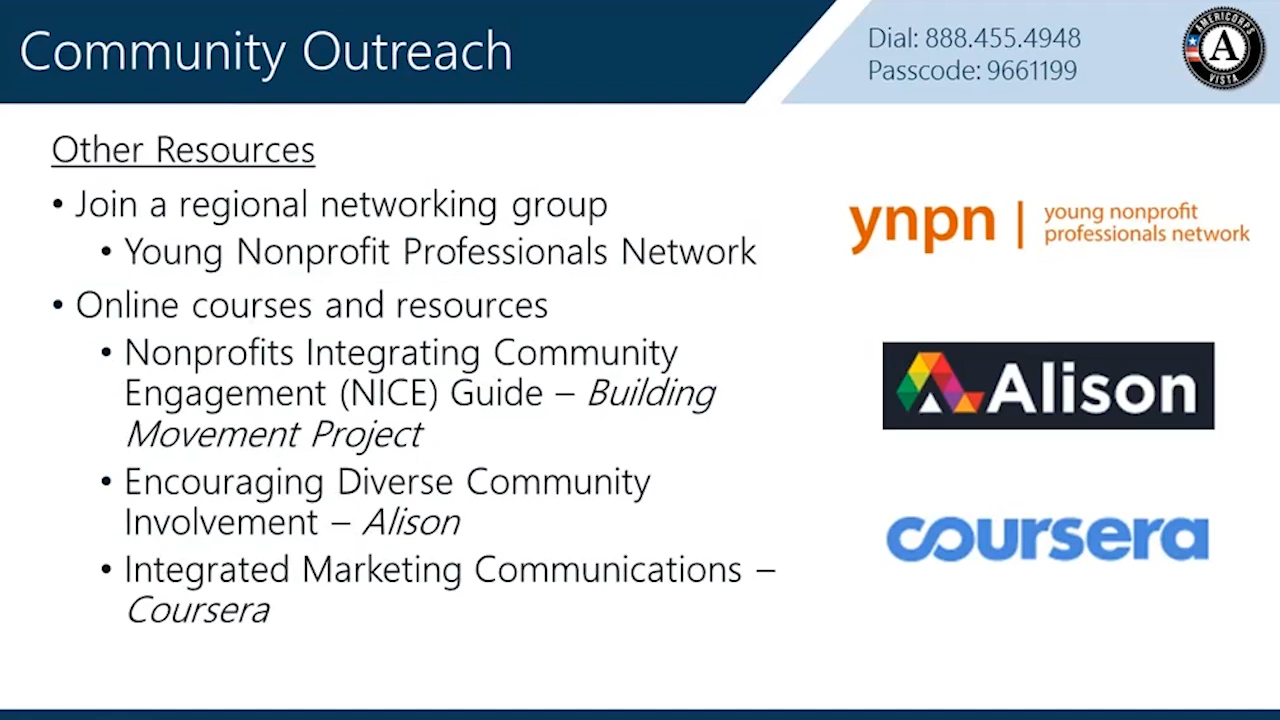 Community Outreach
Dial: 888.455.4948
Passcode: 9661199
AMERICORPS
A
VISTA
Other Resources
• Join a regional networking group
• Young Nonprofit Professionals Network
• Online courses and resources
• Nonprofits Integrating Community
Engagement (NICE) Guide – Building
Movement Project
• Encouraging Diverse Community
Involvement – Alison
• Integrated Marketing Communications –
Coursera
ynpn | young nonprofit
professionals network
Alison
coursera